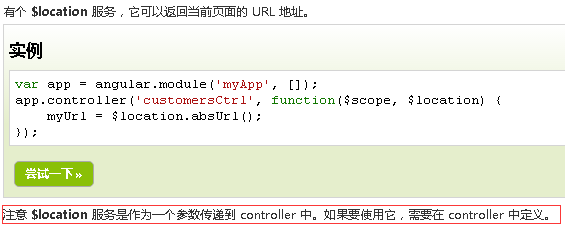 有个 $location 服务，它可以返回当前页面的 URL 地址。
实例
var app = angular.module('myApp', []);
app.controller('customersCtrl', function($scope, $location) {
    myUrl = $location.absUrl();
});
尝试一下 »
注意 $location 服务是作为一个参数传递到 controller 中。如果要使用它，需要在 controller 中定义。